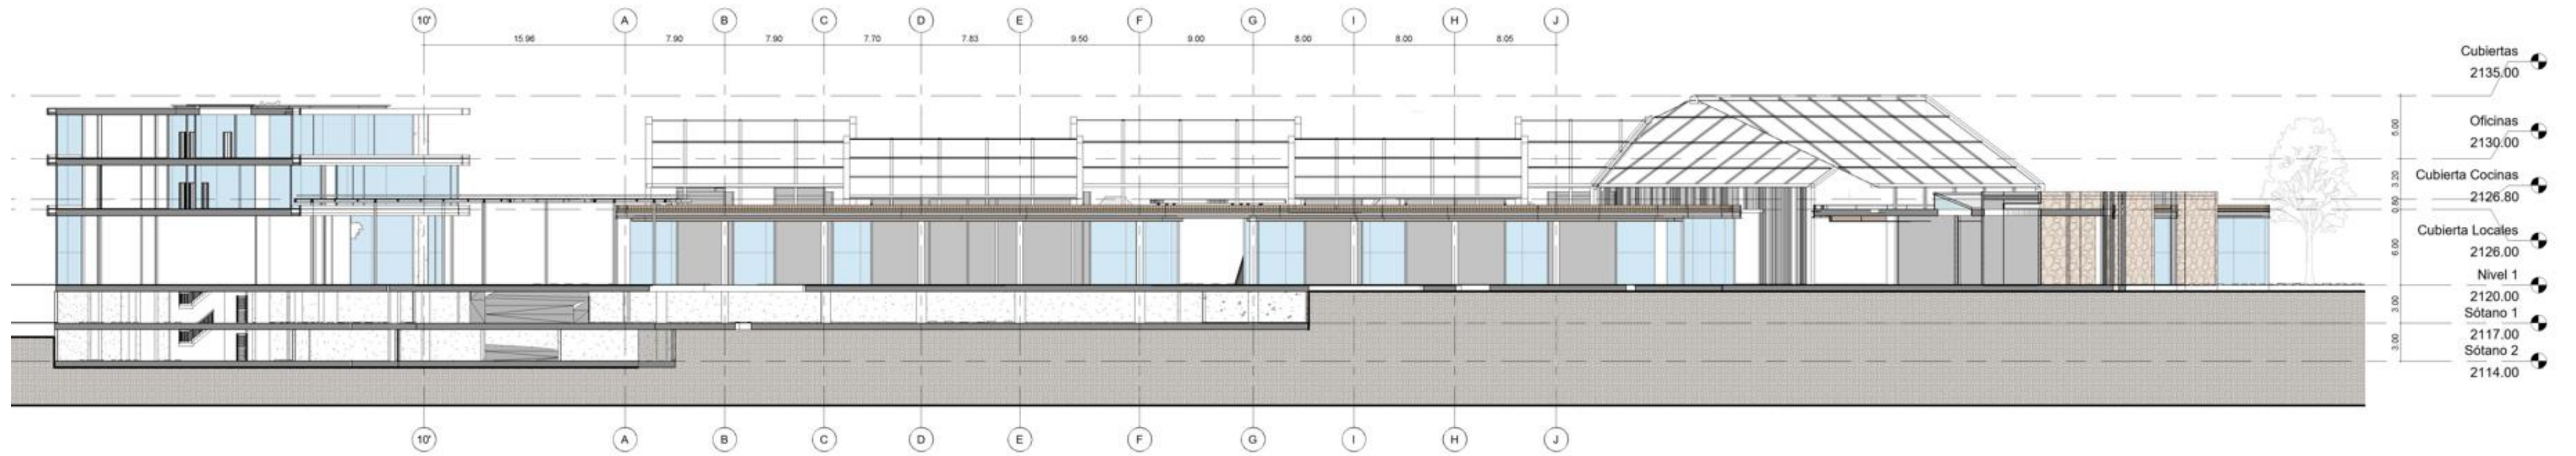 10' A B C D E F G I H J
15.96 7.90 7.90 7.70 7.83 9.50 9.00 8.00 8.00 8.05
Cubiertas
2135.00
5.00
Oficinas
2130.00
3.20
Cubierta Cocinas
2126.80
0.80
Cubierta Locales
2126.00
6.00
Nivel 1
2120.00
3.00
Sótano 1
2117.00
3.00
Sótano 2
2114.00
10' A B C D E F G I H J